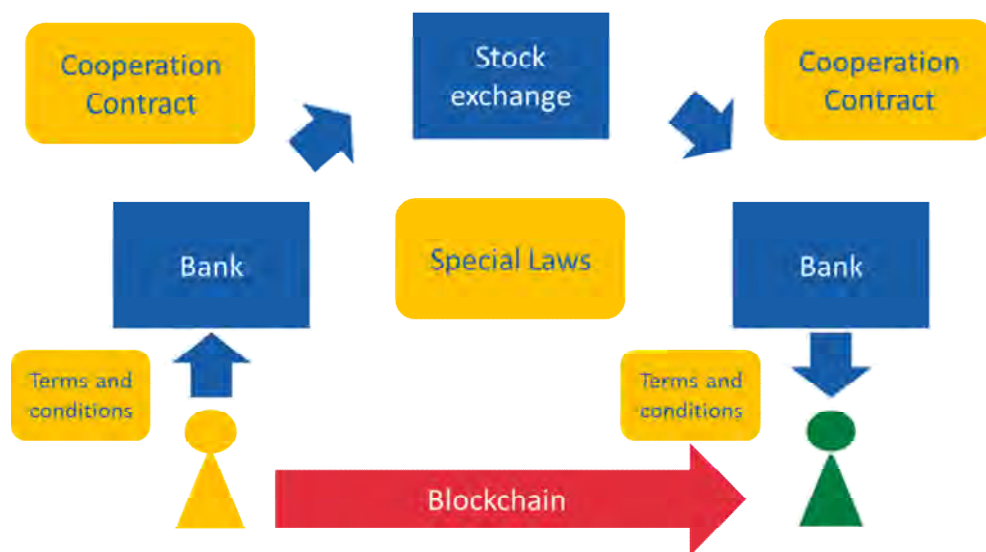 Cooperation
Contract
Stock
exchange
Cooperation
Contract
Bank
Special Laws
Bank
Terms and
conditions
Terms and
conditions
Blockchain